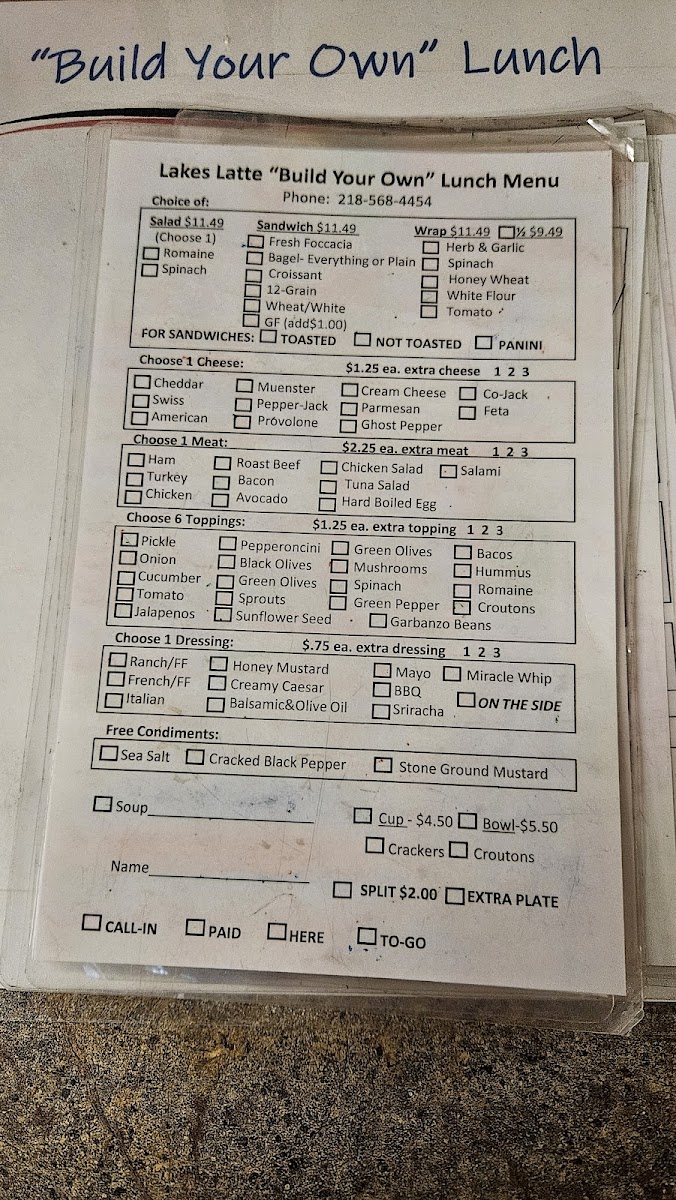 "Build Your Own" Lunch
Lakes Latte "Build Your Own" Lunch Menu
Phone: 218-568-4454
Choice of:
Salad $11.49 Sandwich $11.49 Wrap $11.49 ½ $9.49
(Choose 1) Fresh Foccacia Herb & Garlic
Romaine Bagel- Everything or Plain Spinach
Spinach Croissant Honey Wheat
12-Grain White Flour
Wheat/White Tomato
GF (add$1.00)
FOR SANDWICHES: TOASTED NOT TOASTED PANINI
Choose 1 Cheese: $1.25 ea. extra cheese 1 2 3
Cheddar Muenster Cream Cheese Co-Jack
Swiss Pepper-Jack Parmesan Feta
American Provolone Ghost Pepper
Choose 1 Meat: $2.25 ea. extra meat 1 2 3
Ham Roast Beef Chicken Salad Salami
Turkey Bacon Tuna Salad
Chicken Avocado Hard Boiled Egg
Choose 6 Toppings: $1.25 ea. extra topping 1 2 3
Pickle Pepperoncini Green Olives Bacos
Onion Black Olives Mushrooms Hummus
Cucumber Green Olives Spinach Romaine
Tomato Sprouts Green Pepper Croutons
Jalapenos Sunflower Seed Garbanzo Beans
Choose 1 Dressing: $.75 ea. extra dressing 1 2 3
Ranch/FF Honey Mustard Mayo Miracle Whip
French/FF Creamy Caesar BBQ ON THE SIDE
Italian Balsamic&Olive Oil Sriracha
Free Condiments:
Sea Salt Cracked Black Pepper Stone Ground Mustard
Soup Cup - $4.50 Bowl-$5.50
Crackers Croutons
Name
SPLIT $2.00 EXTRA PLATE
CALL-IN PAID HERE TO-GO